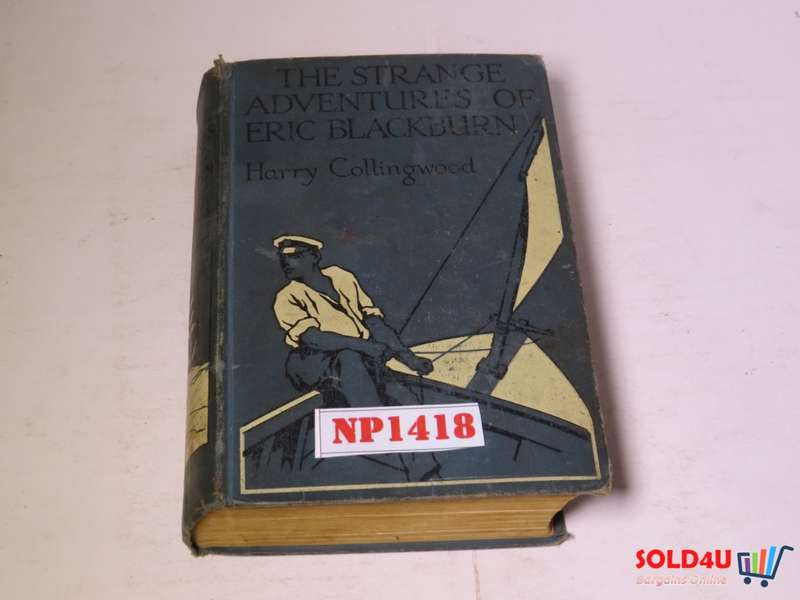 THE STRANGE
ADVENTURES OF
ERIC BLACKBURN
Harry Collingwood
NP1418
SOLD4U
Bargains Online